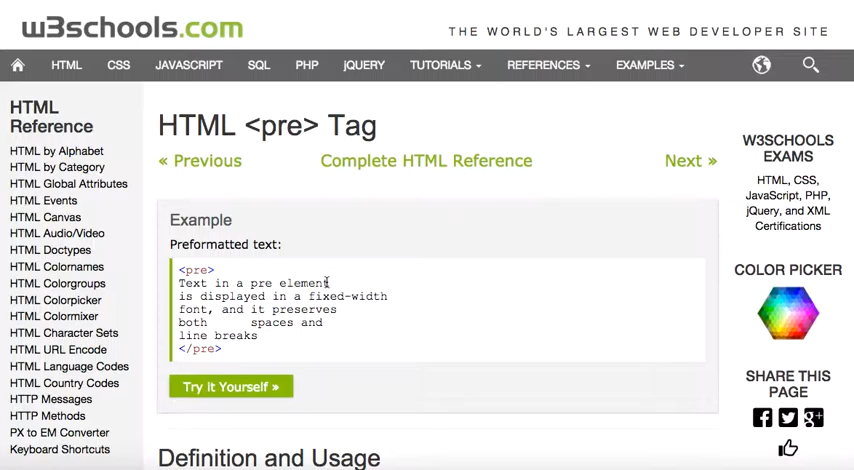 w3schools.com
THE WORLD'S LARGEST WEB DEVELOPER SITE
HTML CSS JAVASCRIPT SQL PHP jQUERY TUTORIALS REFERENCES EXAMPLES
HTML
Reference
HTML by Alphabet
HTML by Category
HTML Global Attributes
HTML Events
HTML Canvas
HTML Audio/Video
HTML Doctypes
HTML Colornames
HTML Colorgroups
HTML Colorpicker
HTML Colormixer
HTML Character Sets
HTML URL Encode
HTML Language Codes
HTML Country Codes
HTTP Messages
HTTP Methods
PX to EM Converter
Keyboard Shortcuts
HTML <pre> Tag
« Previous Complete HTML Reference Next »
Example
Preformatted text:
<pre>
Text in a pre element
is displayed in a fixed-width
font, and it preserves
both      spaces and
line breaks
</pre>
Try it Yourself »
Definition and Usage
W3SCHOOLS
EXAMS
HTML, CSS,
JavaScript, PHP,
jQuery, and XML
Certifications
COLOR PICKER
SHARE THIS
PAGE